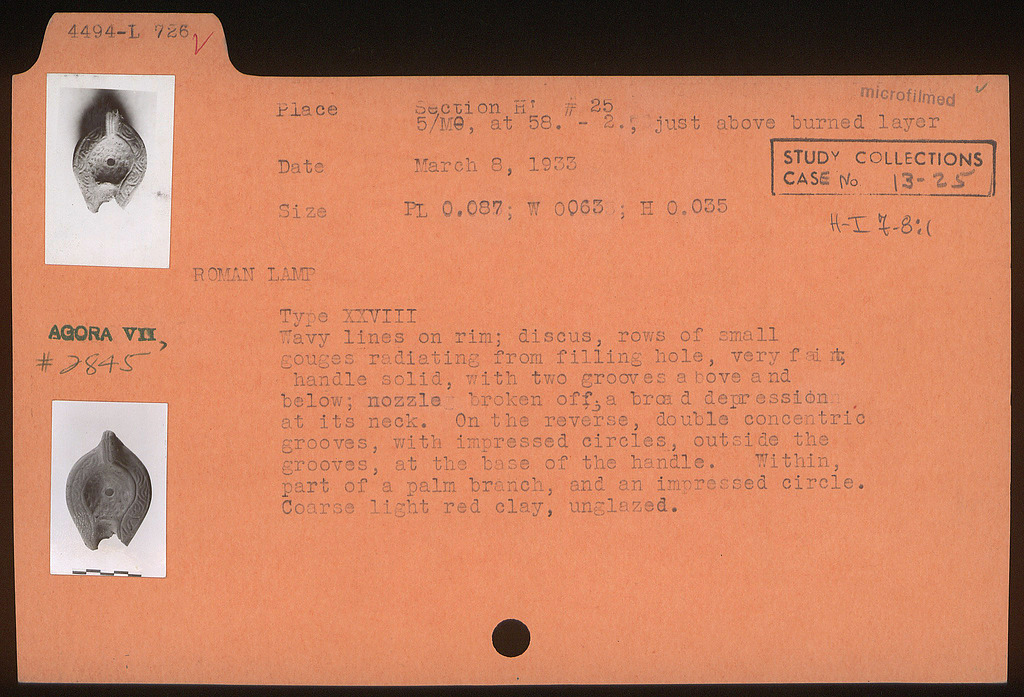 4494-L 726
microfilmed
Place Section H' # 25
5/MΘ, at 58. - 2., just above burned layer
Date March 8, 1933
STUDY COLLECTIONS
CASE No. 13-25
Size PL 0.087; W 0063 ; H 0.035
H-I 7-8:1
ROMAN LAMP
Type XXVIII
Wavy lines on rim; discus, rows of small
gouges radiating from filling hole, very faint;
handle solid, with two grooves above and
below; nozzle broken off; a broad depression
at its neck. On the reverse, double concentric
grooves, with impressed circles, outside the
grooves, at the base of the handle. Within,
part of a palm branch, and an impressed circle.
Coarse light red clay, unglazed.
AGORA VII,
# 2845